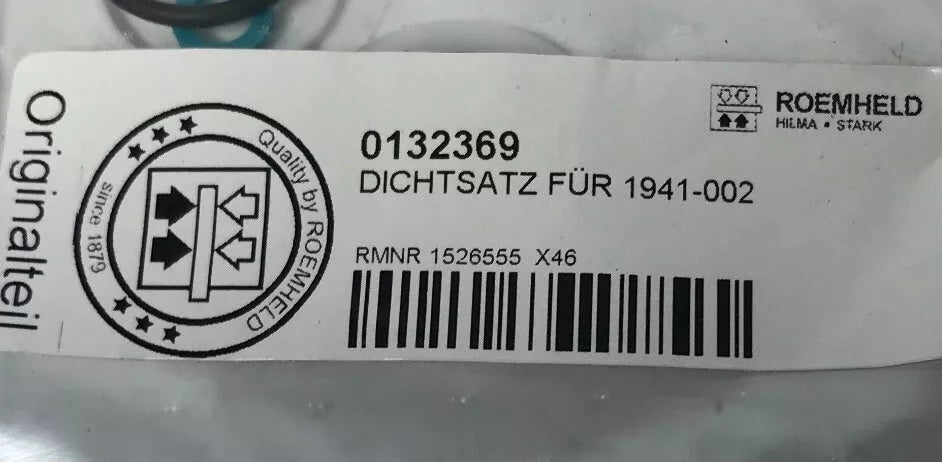 Originalteil
since 1879
Quality by ROEMHELD
ROEMHELD
HILMA • STARK
0132369
DICHTSATZ FÜR 1941-002
RMNR 1526555 X46